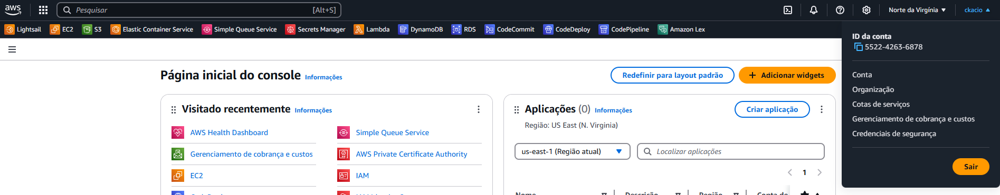 aws
Pesquisar [Alt+S]
Norte da Virgínia ckacio
Lightsail EC2 S3 Elastic Container Service Simple Queue Service Secrets Manager Lambda DynamoDB RDS CodeCommit CodeDeploy CodePipeline Amazon Lex
ID da conta
5522-4263-6878
Conta
Organização
Cotas de serviços
Gerenciamento de cobrança e custos
Credenciais de segurança
Sair
Página inicial do console Informações
Redefinir para layout padrão
+ Adicionar widgets
Visitado recentemente Informações
AWS Health Dashboard
Simple Queue Service
Gerenciamento de cobrança e custos
AWS Private Certificate Authority
EC2
IAM
Aplicações (0) Informações
Criar aplicação
Região: US East (N. Virginia)
us-east-1 (Região atual)
Localizar aplicações
1
Nome Descrição Região Conta de